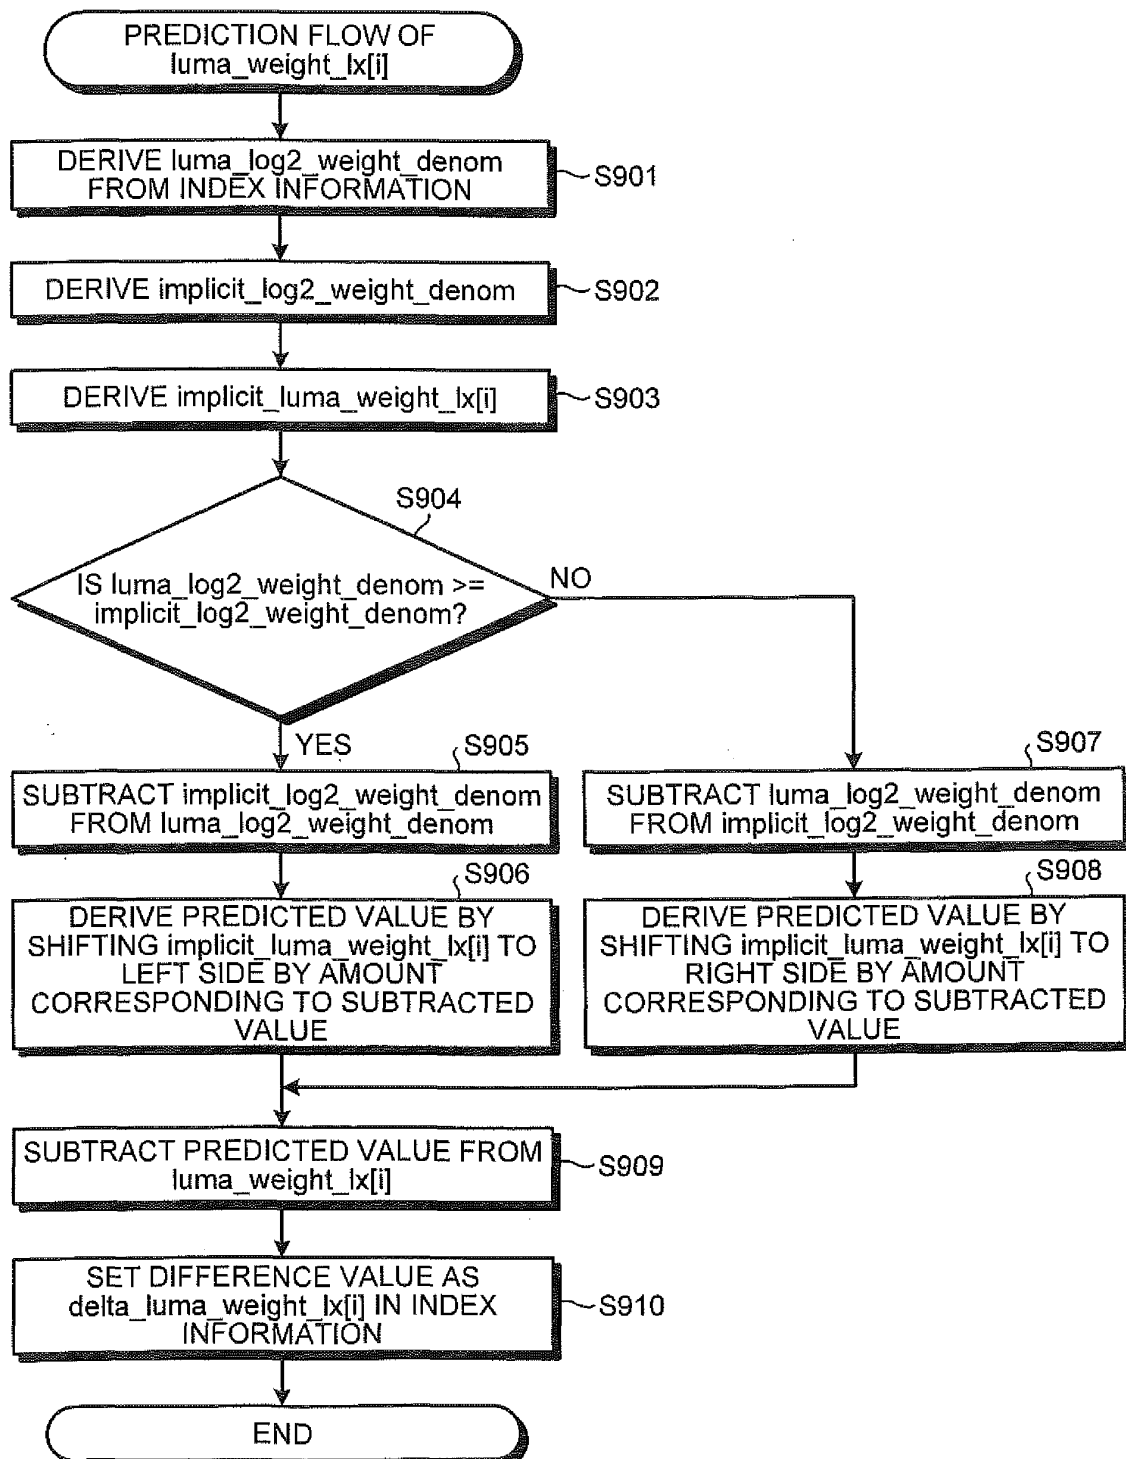 PREDICTION FLOW OF
luma_weight_lx[i]
DERIVE luma_log2_weight_denom
FROM INDEX INFORMATION
S901
DERIVE implicit_log2_weight_denom
S902
DERIVE implicit_luma_weight_lx[i]
S903
S904
IS luma_log2_weight_denom >=
implicit_log2_weight_denom?
NO
YES
S905
SUBTRACT implicit_log2_weight_denom
FROM luma_log2_weight_denom
S907
SUBTRACT luma_log2_weight_denom
FROM implicit_log2_weight_denom
S906
DERIVE PREDICTED VALUE BY
SHIFTING implicit_luma_weight_lx[i] TO
LEFT SIDE BY AMOUNT
CORRESPONDING TO SUBTRACTED
VALUE
S908
DERIVE PREDICTED VALUE BY
SHIFTING implicit_luma_weight_lx[i] TO
RIGHT SIDE BY AMOUNT
CORRESPONDING TO SUBTRACTED
VALUE
SUBTRACT PREDICTED VALUE FROM
luma_weight_lx[i]
S909
SET DIFFERENCE VALUE AS
delta_luma_weight_lx[i] IN INDEX
INFORMATION
S910
END